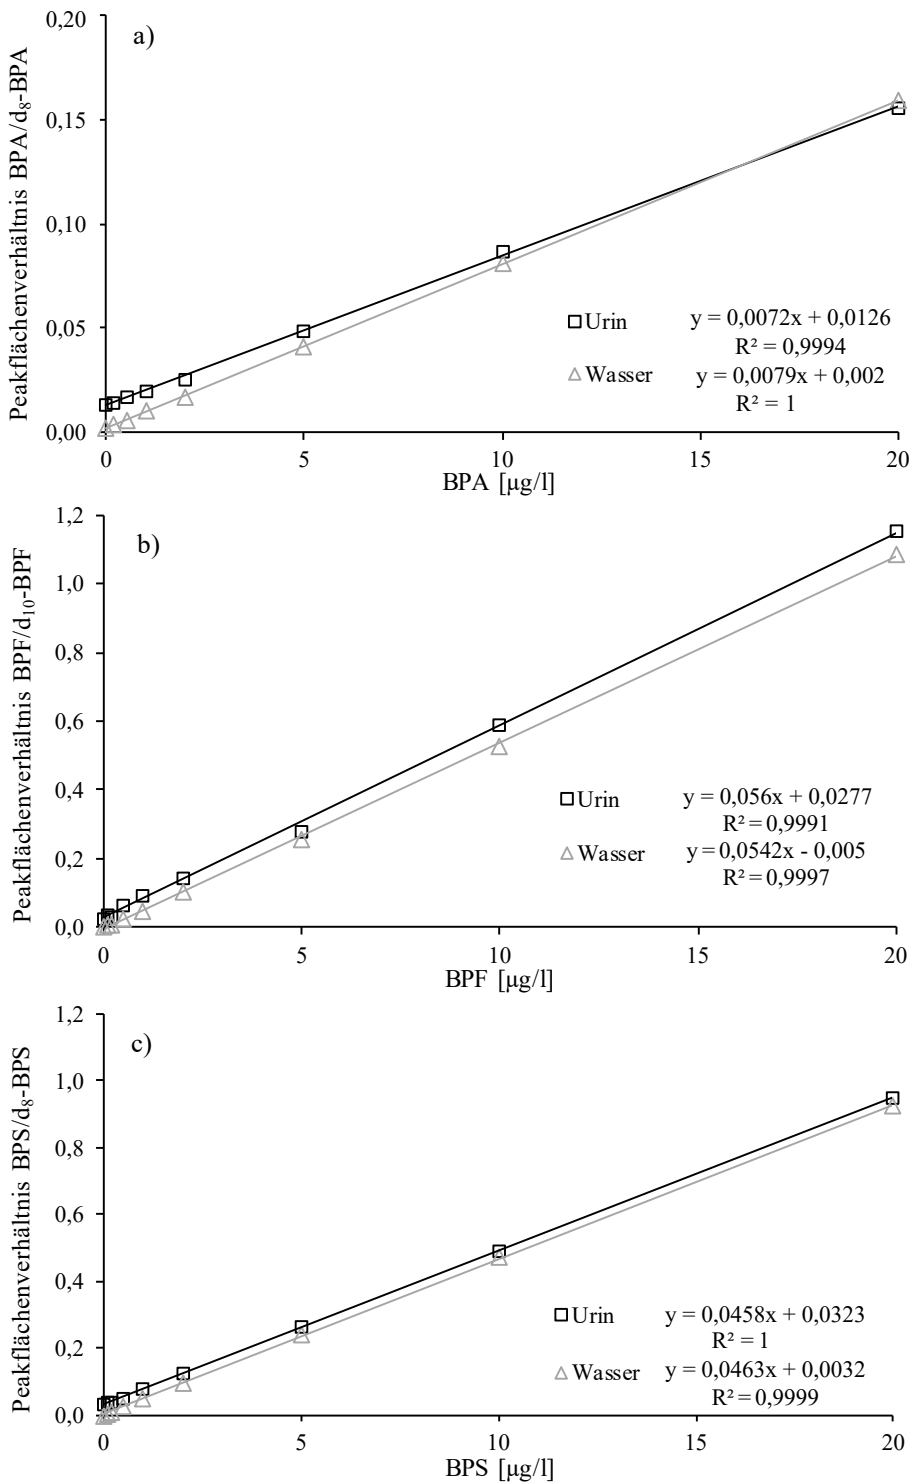 a)
Peakflächenverhältnis BPA/d₈-BPA
0,20
0,15
0,10
0,05
0,00
Urin y = 0,0072x + 0,0126
R² = 0,9994
Wasser y = 0,0079x + 0,002
R² = 1
0 5 10 15 20
BPA [µg/l]
b)
Peakflächenverhältnis BPF/d₁₀-BPF
1,2
1,0
0,8
0,6
0,4
0,2
0,0
Urin y = 0,056x + 0,0277
R² = 0,9991
Wasser y = 0,0542x - 0,005
R² = 0,9997
0 5 10 15 20
BPF [µg/l]
c)
Peakflächenverhältnis BPS/d₈-BPS
1,2
1,0
0,8
0,6
0,4
0,2
0,0
Urin y = 0,0458x + 0,0323
R² = 1
Wasser y = 0,0463x + 0,0032
R² = 0,9999
0 5 10 15 20
BPS [µg/l]